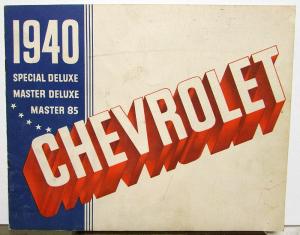 1940
SPECIAL DELUXE
MASTER DELUXE
MASTER 85
CHEVROLET